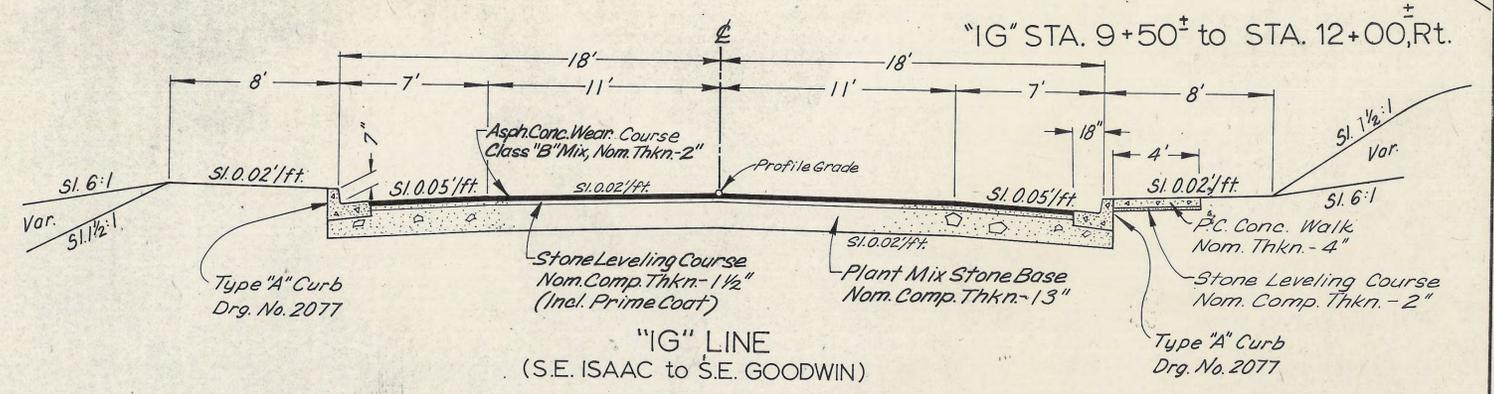 "IG" STA. 9+50± to STA. 12+00±, Rt.
℄
18' 18'
8' 7' 11' 11' 7' 8'
7"
18"
4'
Asph. Conc. Wear. Course
Class "B" Mix, Nom. Thkn.-2"
Profile Grade
Sl. 6:1
Var.
Sl. 1½:1
Sl. 0.02'/ft.
Sl. 0.05'/ft.
Sl. 0.02'/ft.
Sl. 0.05'/ft.
Sl. 0.02'/ft.
Sl. 1½:1
Var.
Sl. 6:1
Sl. 0.02'/ft.
P.C. Conc. Walk
Nom. Thkn.- 4"
Stone Leveling Course
Nom. Comp. Thkn. - 2"
Type "A" Curb
Drg. No. 2077
Stone Leveling Course
Nom. Comp. Thkn.- 1½"
(Incl. Prime Coat)
Plant Mix Stone Base
Nom. Comp. Thkn.- 13"
Type "A" Curb
Drg. No. 2077
"IG" LINE
(S.E. ISAAC to S.E. GOODWIN)